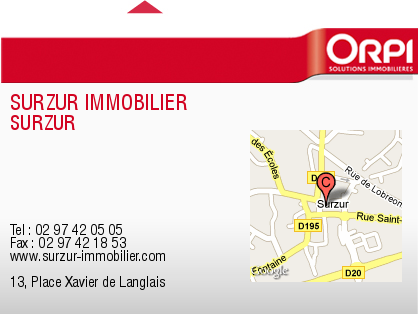 ORPI
SOLUTIONS IMMOBILIÈRES
SURZUR IMMOBILIER
SURZUR
des Écoles
Rue de Lobreon
C
Surzur
Rue Saint-
D195
Fontaine
Google
D20
Tel : 02 97 42 05 05
Fax : 02 97 42 18 53
www.surzur-immobilier.com
13, Place Xavier de Langlais